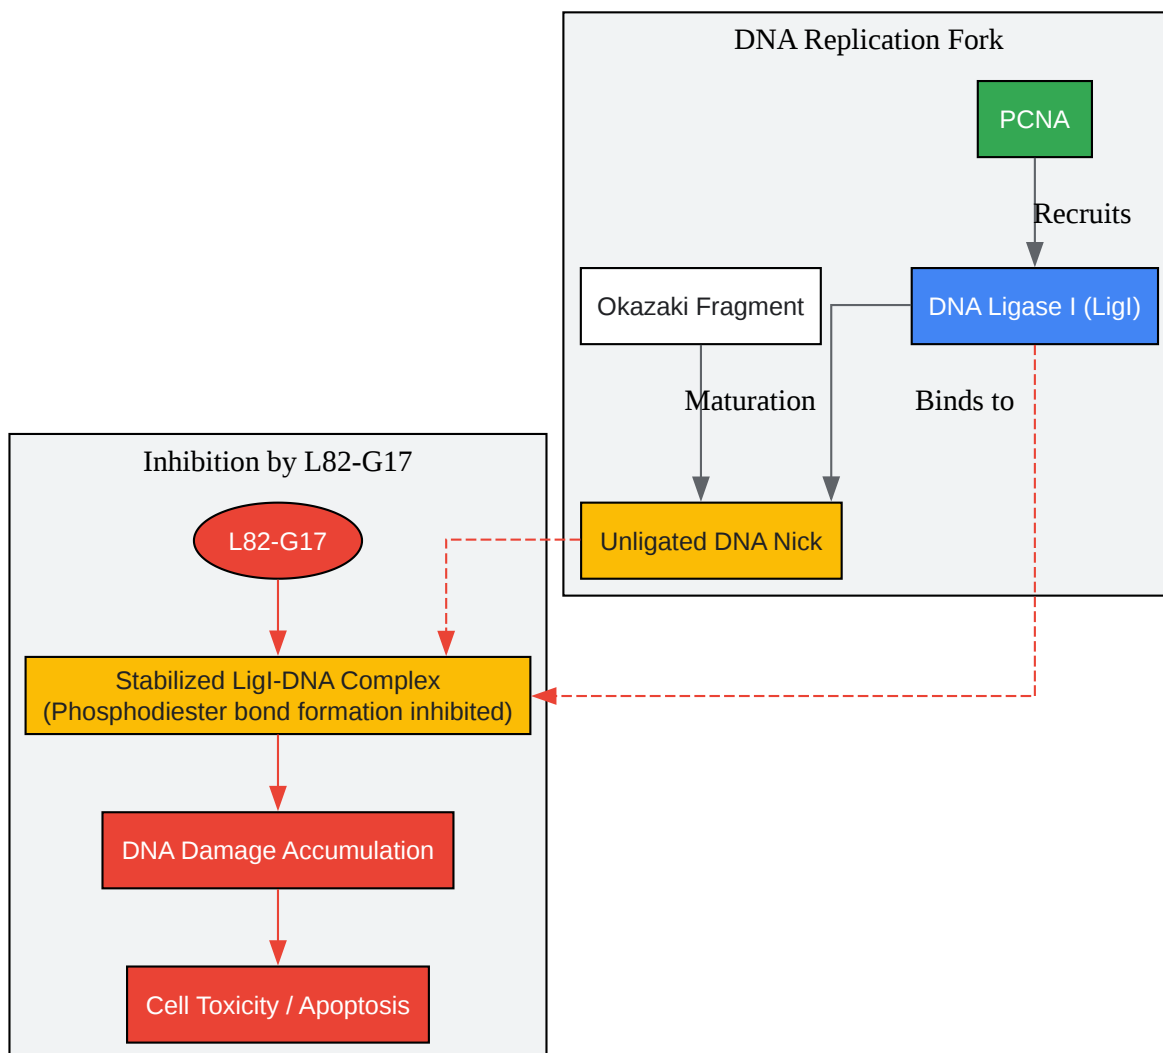 DNA Replication Fork
PCNA
Recruits
Okazaki Fragment
DNA Ligase I (LigI)
Maturation
Binds to
Unligated DNA Nick
Inhibition by L82-G17
L82-G17
Stabilized LigI-DNA Complex
(Phosphodiester bond formation inhibited)
DNA Damage Accumulation
Cell Toxicity / Apoptosis